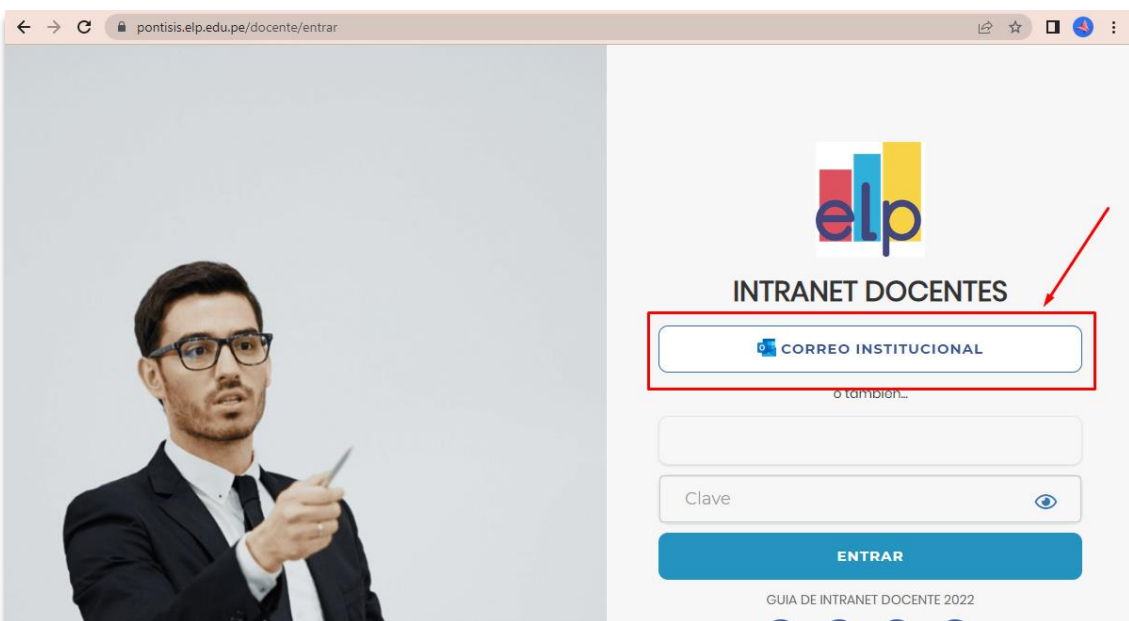 pontisis.elp.edu.pe/docente/entrar
elp
INTRANET DOCENTES
CORREO INSTITUCIONAL
o también...
Clave
ENTRAR
GUIA DE INTRANET DOCENTE 2022